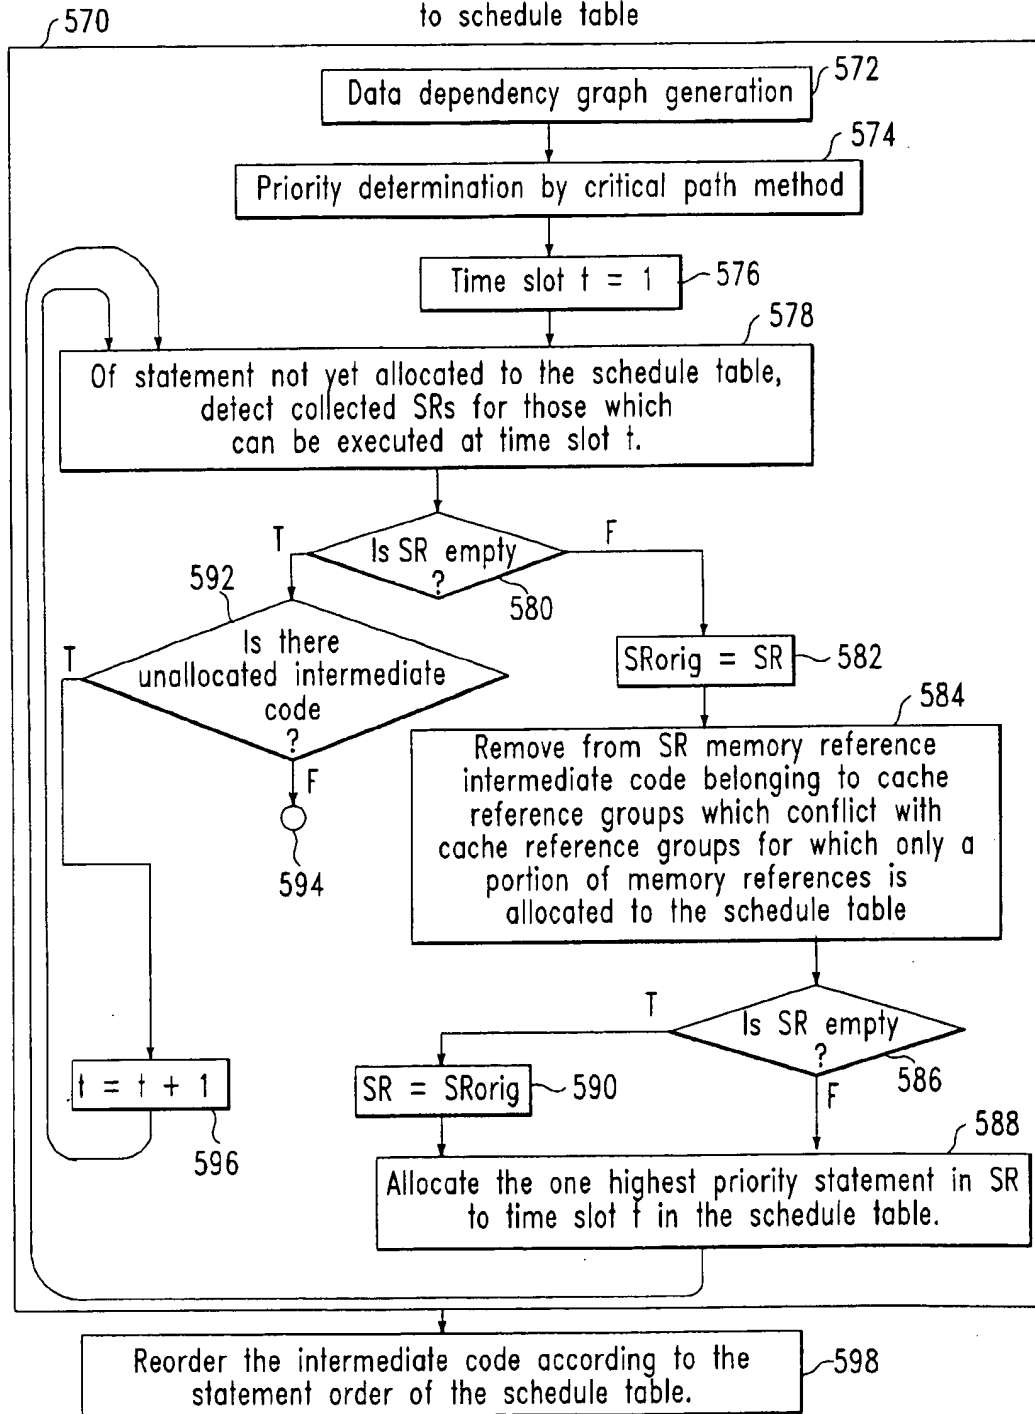 to schedule table
570
Data dependency graph generation
572
574
Priority determination by critical path method
Time slot t = 1
576
578
Of statement not yet allocated to the schedule table,
detect collected SRs for those which
can be executed at time slot t.
T
Is SR empty
?
F
580
592
T
Is there
unallocated intermediate
code
?
F
594
SRorig = SR
582
584
Remove from SR memory reference
intermediate code belonging to cache
reference groups which conflict with
cache reference groups for which only a
portion of memory references is
allocated to the schedule table
T
Is SR empty
?
586
F
t = t + 1
596
SR = SRorig
590
588
Allocate the one highest priority statement in SR
to time slot t in the schedule table.
Reorder the intermediate code according to the
statement order of the schedule table.
598